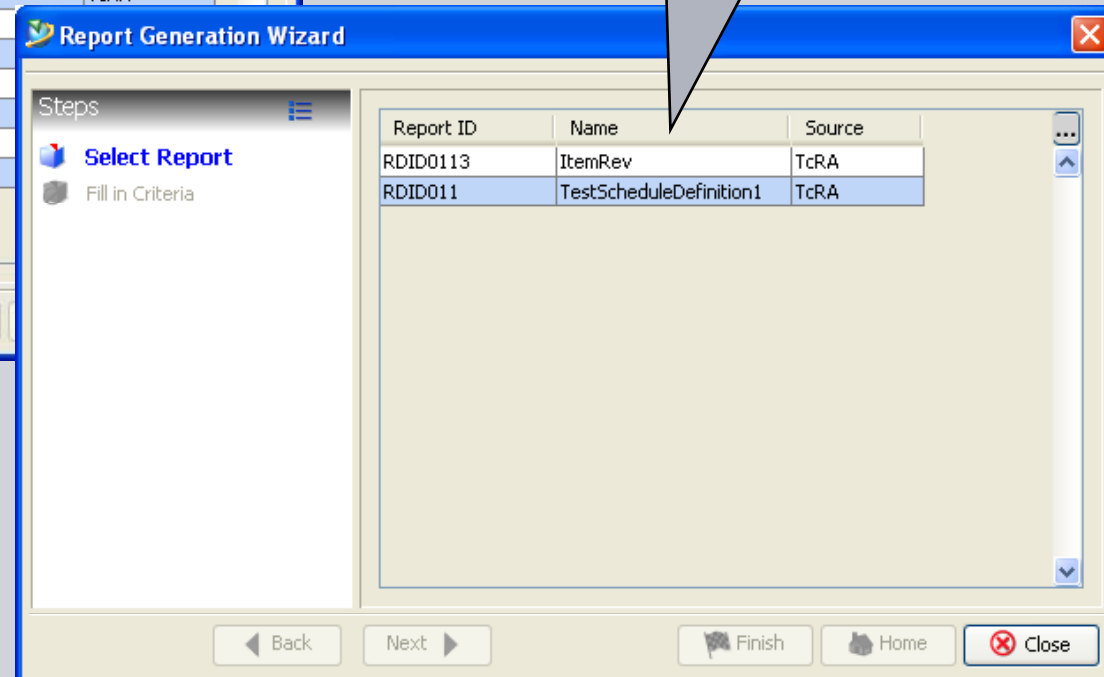 Report Generation Wizard
Steps
Select Report
Fill in Criteria
Report ID Name Source
...
RDID0113 ItemRev TcRA
RDID011 TestScheduleDefinition1 TcRA
Back Next Finish Home Close